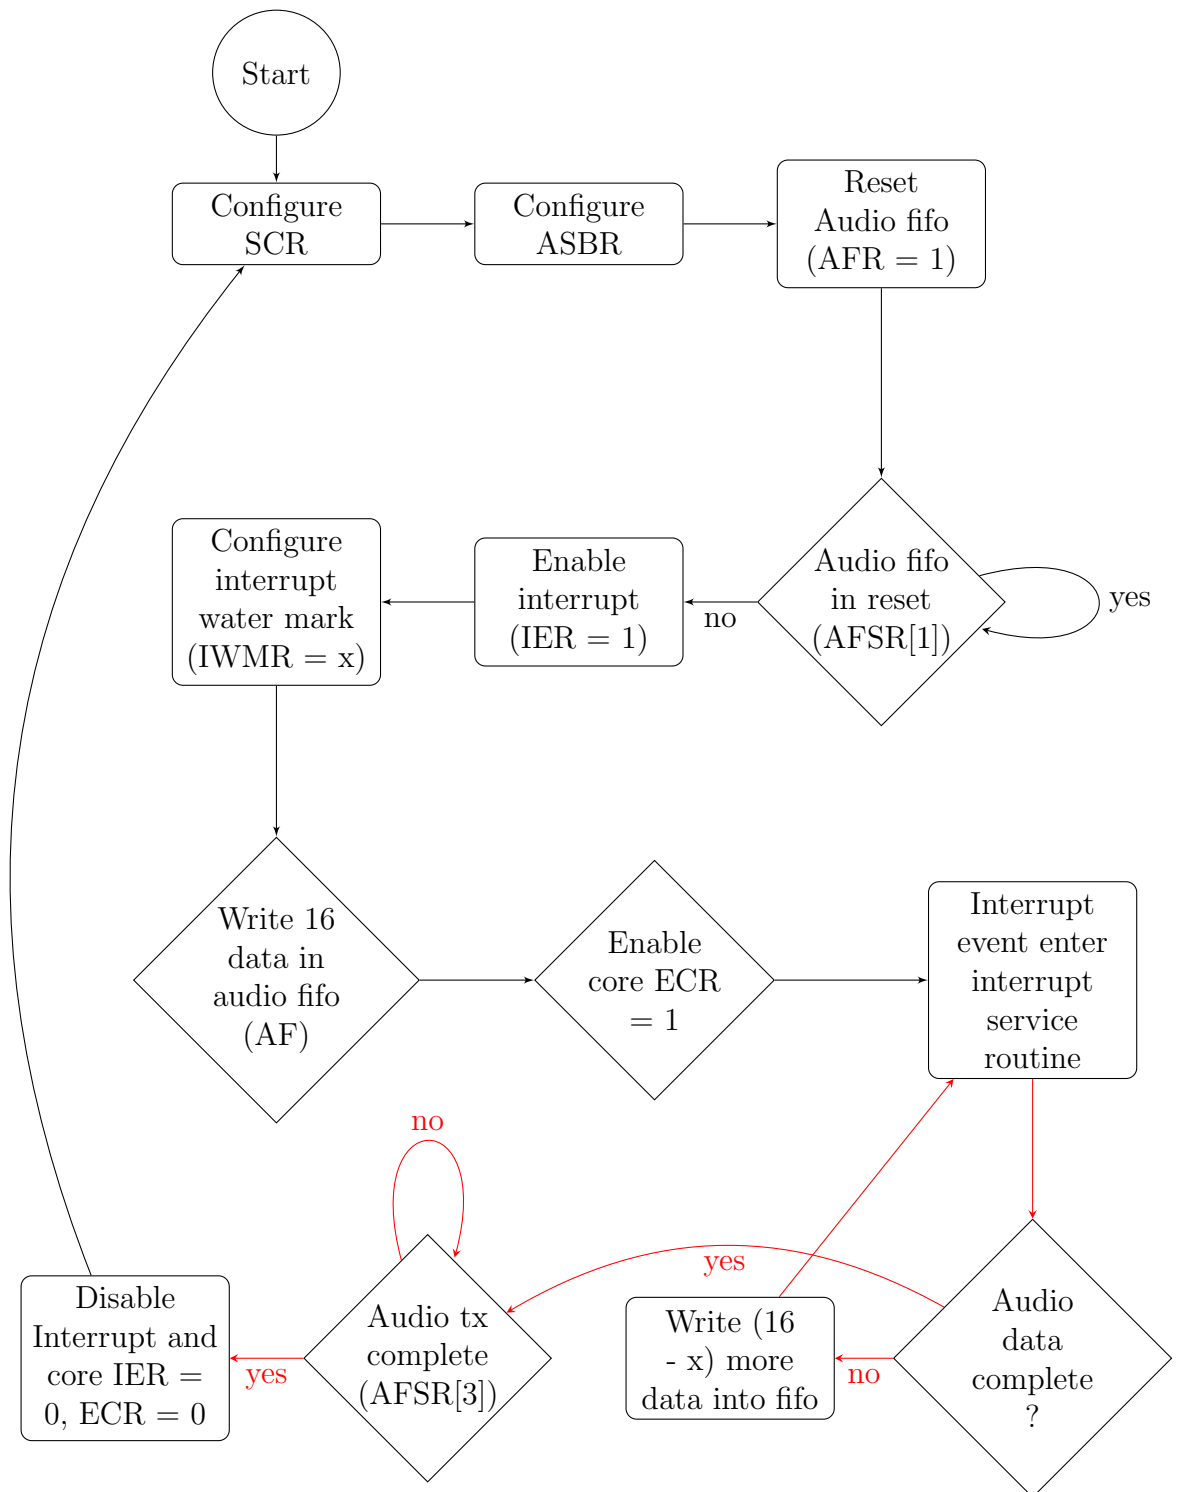 Start
Configure
SCR
Configure
ASBR
Reset
Audio fifo
(AFR = 1)
Configure
interrupt
water mark
(IWMR = x)
Enable
interrupt
(IER = 1)
no
Audio fifo
in reset
(AFSR[1])
yes
Write 16
data in
audio fifo
(AF)
Enable
core ECR
= 1
Interrupt
event enter
interrupt
service
routine
no
yes
Disable
Interrupt and
core IER =
0, ECR = 0
yes
Audio tx
complete
(AFSR[3])
Write (16
- x) more
data into fifo
no
Audio
data
complete
?